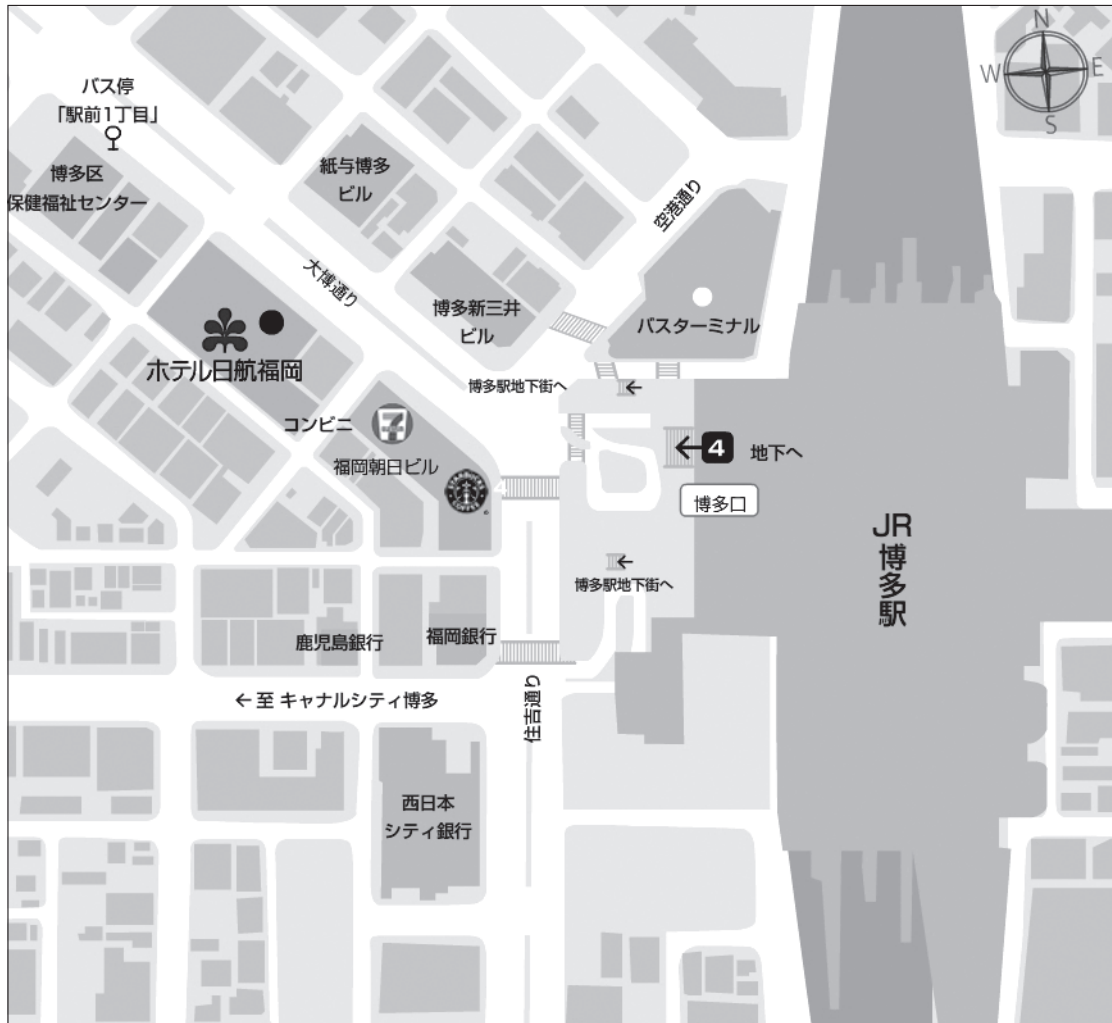 N
W
E
S
バス停
「駅前1丁目」
博多区
保健福祉センター
紙与博多
ビル
空港通り
大博通り
博多新三井
ビル
バスターミナル
ホテル日航福岡
博多駅地下街へ
コンビニ
7
福岡朝日ビル
4
地下へ
STARBUCKS
COFFEE
4
博多口
JR
博多駅
博多駅地下街へ
鹿児島銀行
福岡銀行
←至 キャナルシティ博多
住吉通り
西日本
シティ銀行